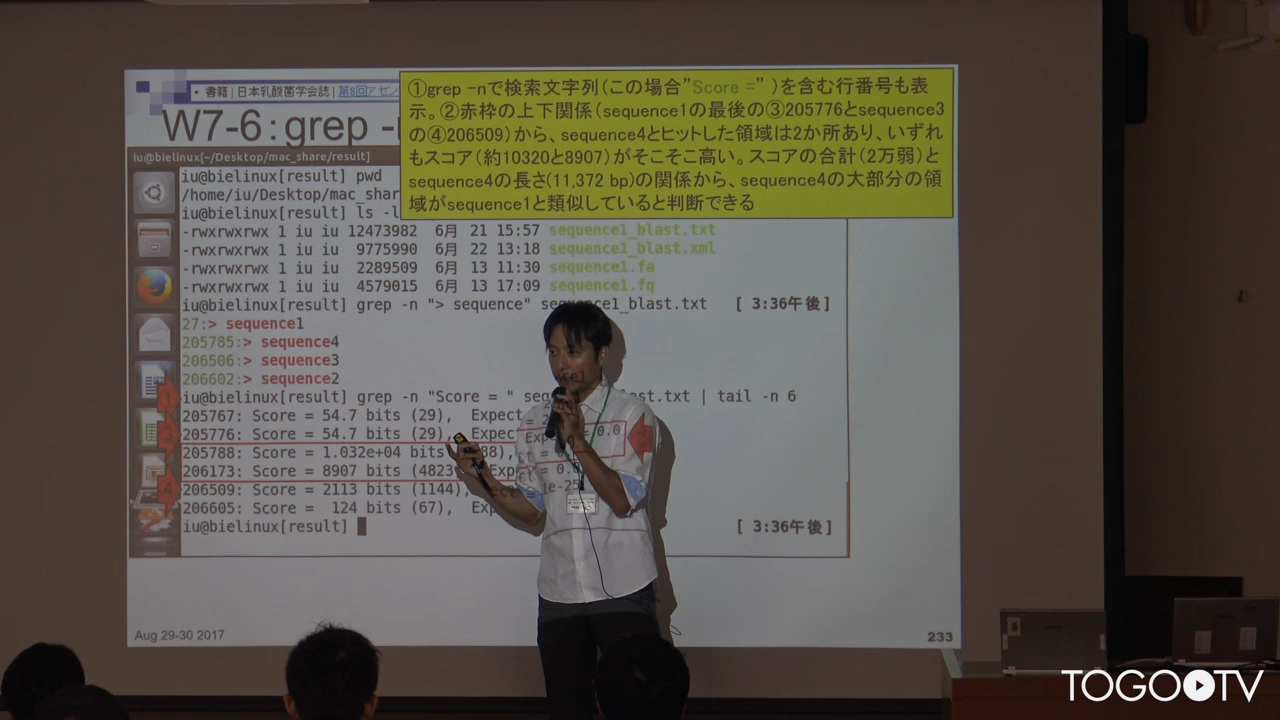 • 書籍 | 日本乳酸菌学会誌 | 第8回アセン
W7-6：grep -
①grep –nで検索文字列（この場合”Score =” ）を含む行番号も表
示。②赤枠の上下関係（sequence1の最後の③205776とsequence3
の④206509）から、sequence4とヒットした領域は2か所あり、いずれ
もスコア（約10320と8907）がそこそこ高い。スコアの合計（2万弱）と
sequence4の長さ（11,372 bp）の関係から、sequence4の大部分の領
域がsequence1と類似していると判断できる
iu@bielinux[~/Desktop/mac_share/result]
iu@bielinux[result] pwd
/home/iu/Desktop/mac_shar
iu@bielinux[result] ls -l
-rwxrwxrwx 1 iu iu 12473982 6月 21 15:57 sequence1_blast.txt
-rwxrwxrwx 1 iu iu 9775990 6月 22 13:18 sequence1_blast.xml
-rwxrwxrwx 1 iu iu 2289509 6月 13 11:30 sequence1.fa
-rwxrwxrwx 1 iu iu 4579015 6月 13 17:09 sequence1.fq
iu@bielinux[result] grep -n "> sequence" sequence1_blast.txt [ 3:36午後]
27:> sequence1
205785:> sequence4
206506:> sequence3
206602:> sequence2
iu@bielinux[result] grep -n "Score = " seq ast.txt | tail -n 6
205767: Score = 54.7 bits (29), Expect
205776: Score = 54.7 bits (29), Expect
205788: Score = 1.032e+04 bits 88), Exp = 0.0
206173: Score = 8907 bits (4823 Exp = 0.0
206509: Score = 2113 bits (1144),
206605: Score = 124 bits (67), Exp
iu@bielinux[result] [ 3:36午後]
Aug 29-30 2017
233
TOGO TV